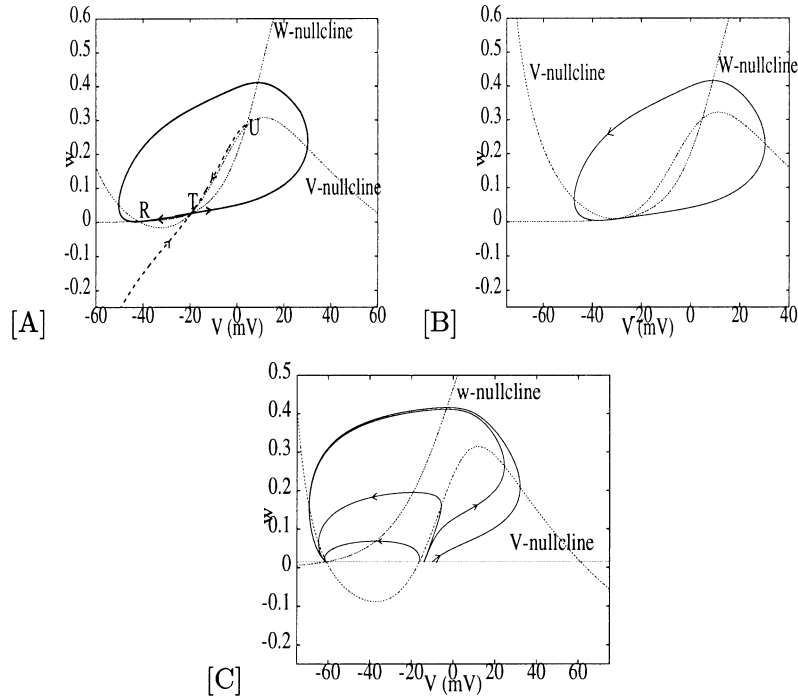 0.6
0.5
0.4
0.3
0.2
0.1
0
-0.1
-0.2
w
W-nullcline
U
T
R
V-nullcline
-60 -40 -20 0 20 40 60
V (mV)
[A]
0.6
0.5
0.4
0.3
0.2
0.1
0
-0.1
-0.2
w
V-nullcline
W-nullcline
-60 -40 -20 0 20 40
V (mV)
[B]
0.5
0.4
0.3
0.2
0.1
0
-0.1
-0.2
w
w-nullcline
V-nullcline
-60 -40 -20 0 20 40 60
V (mV)
[C]